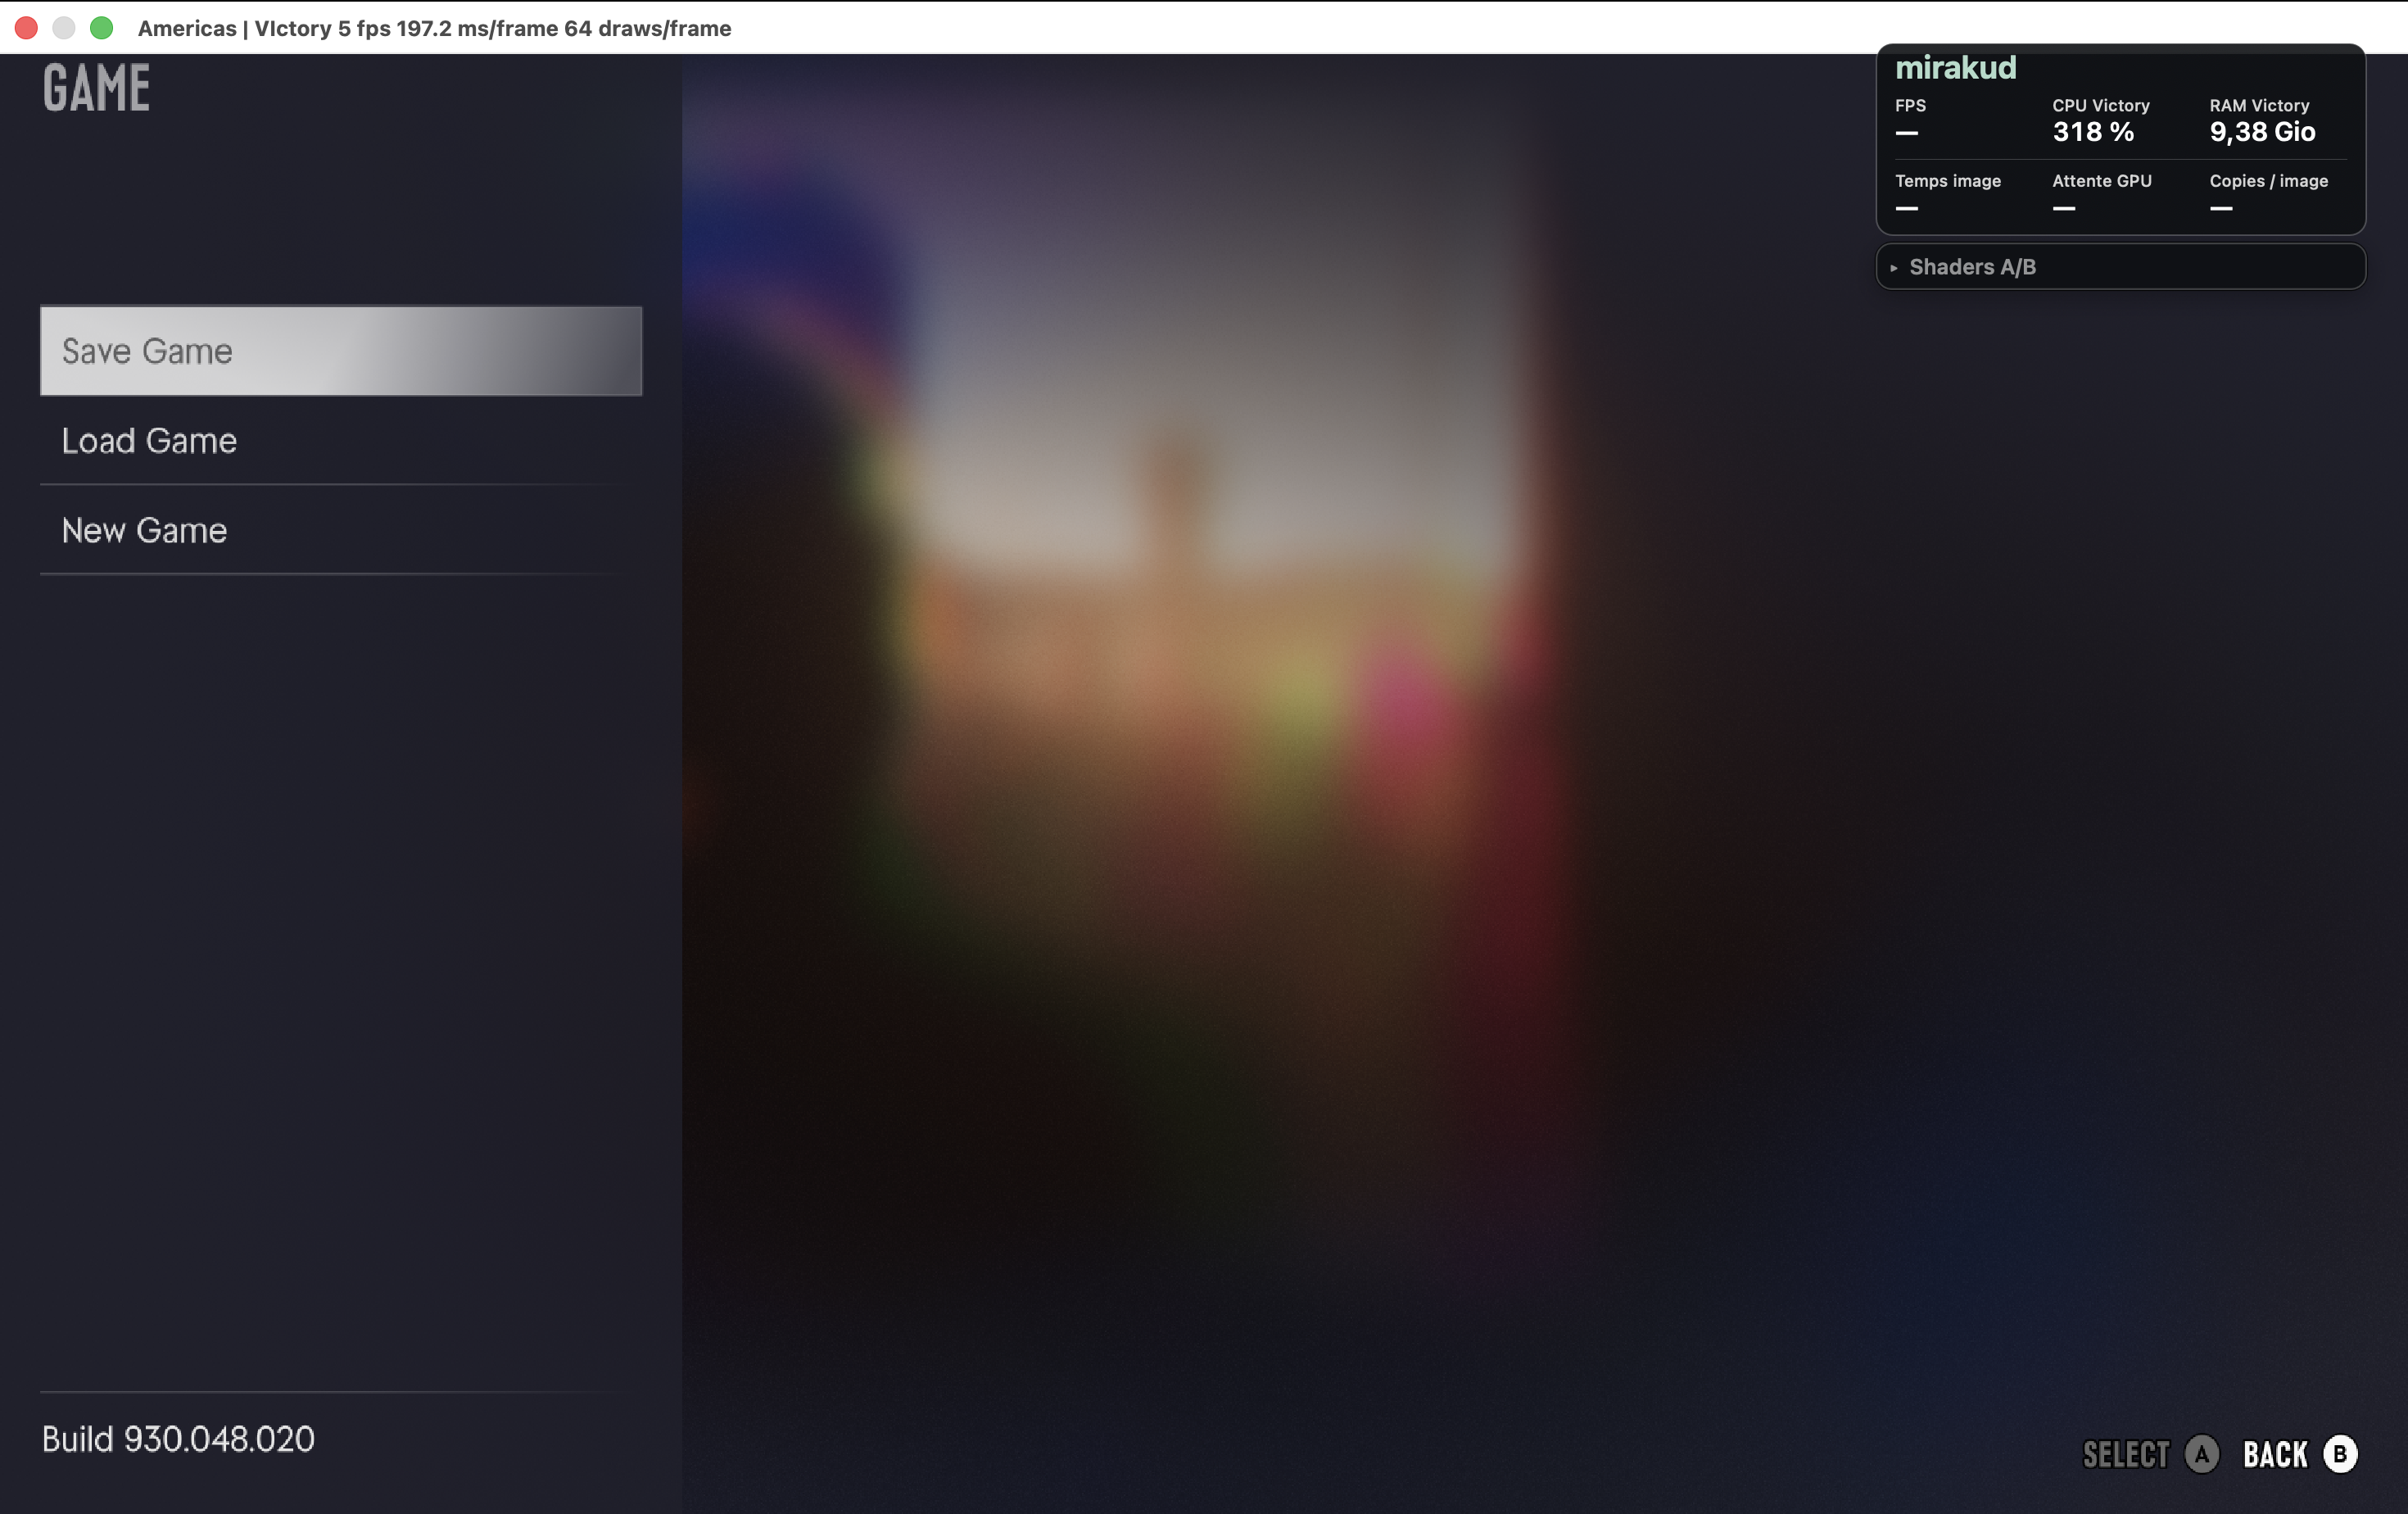 Americas | VIctory 5 fps 197.2 ms/frame 64 draws/frame
GAME
Save Game
Load Game
New Game
Build 930.048.020
mirakud
FPS CPU Victory RAM Victory
— 318 % 9,38 Gio
Temps image Attente GPU Copies / image
— — —
▸ Shaders A/B
SELECT A BACK B